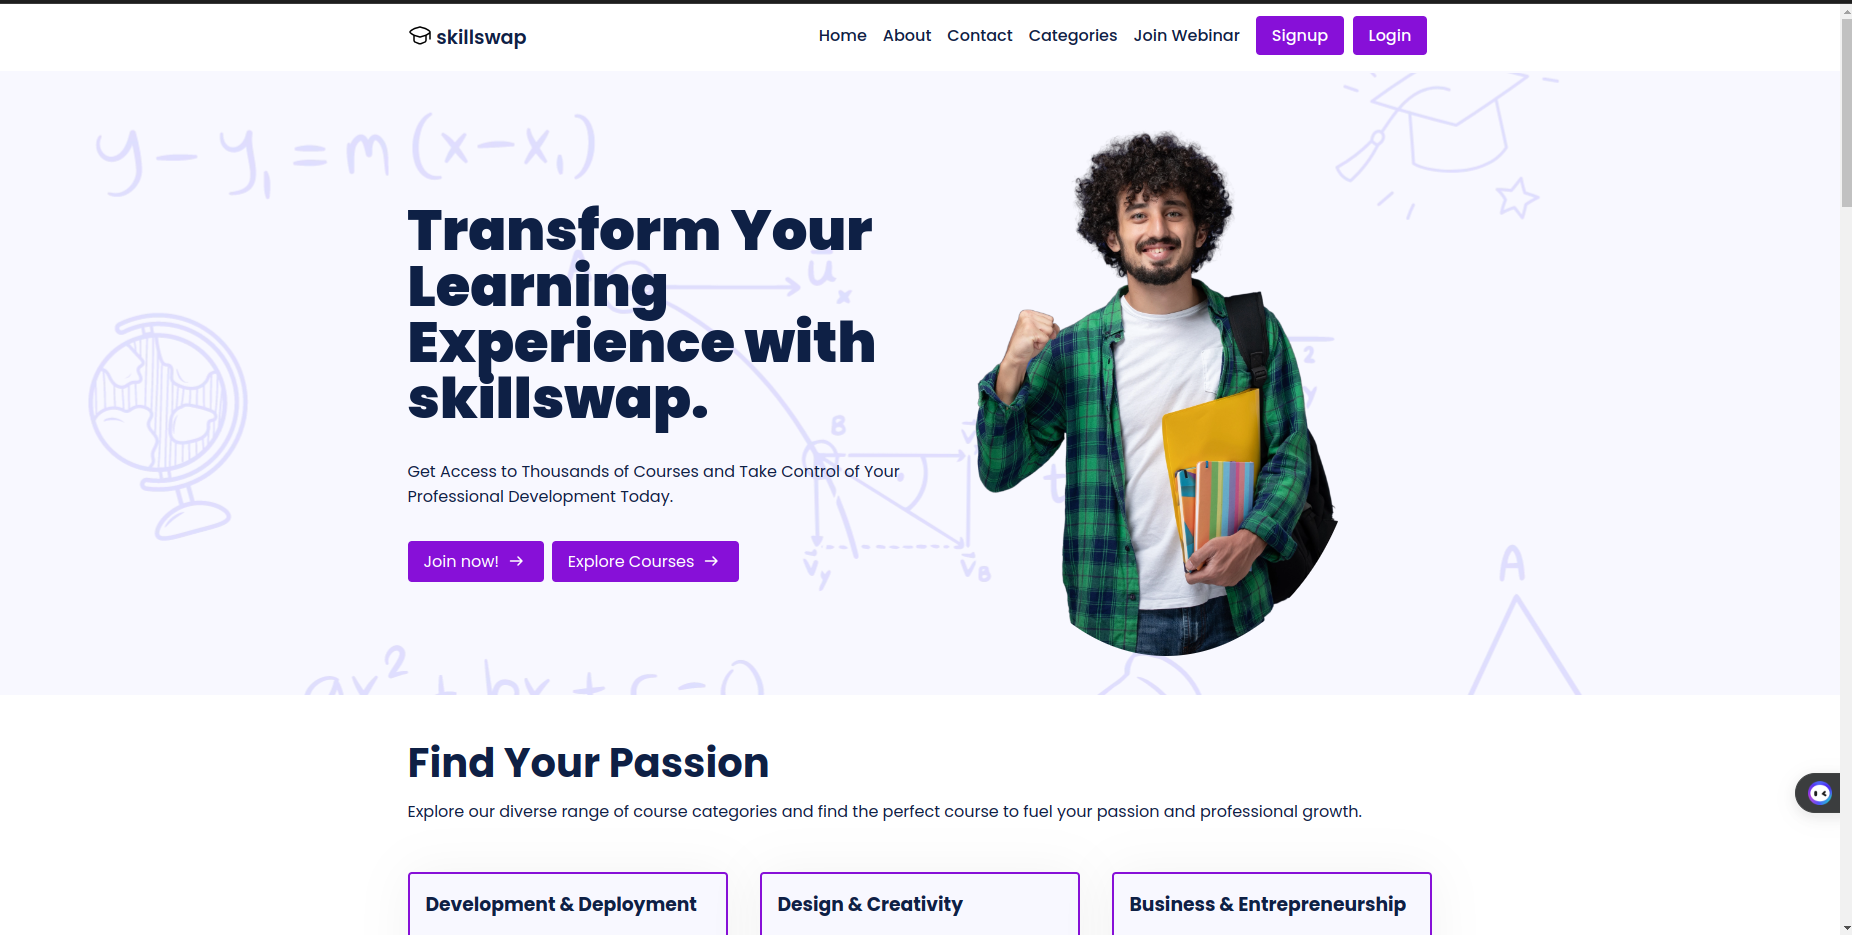 skillswap
Home About Contact Categories Join Webinar Signup Login
y - y₁ = m (x - x₁)
Transform Your
Learning
Experience with
skillswap.
u x
2
y
B
Get Access to Thousands of Courses and Take Control of Your
Professional Development Today.
t
Join now! → Explore Courses →
v y
v B
A
ax² + bx + c = 0
Find Your Passion
Explore our diverse range of course categories and find the perfect course to fuel your passion and professional growth.
Development & Deployment
Design & Creativity
Business & Entrepreneurship